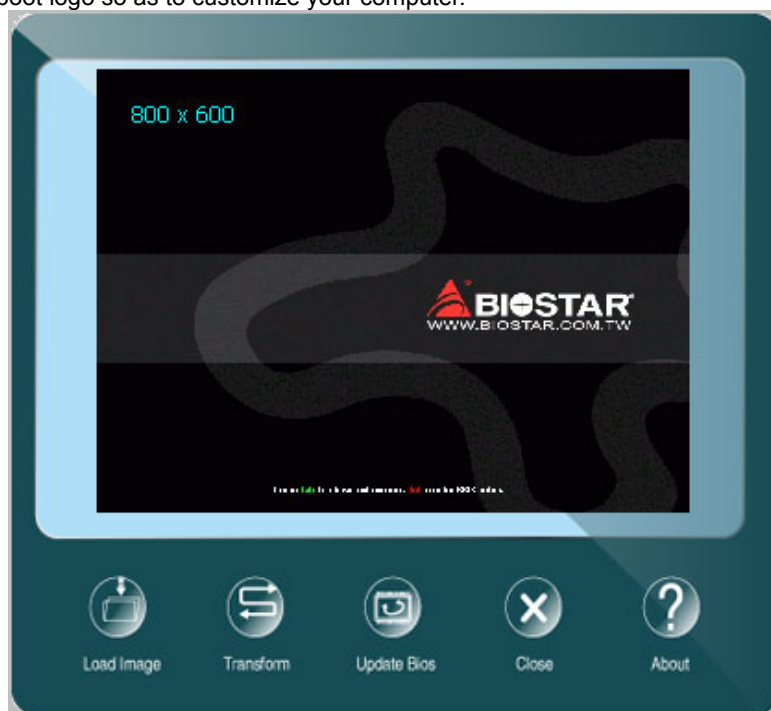 boot logo so as to customize your computer.
800 x 600
BIOSTAR
WWW.BIOSTAR.COM.TW
Load Image Transform Update Bios Close About